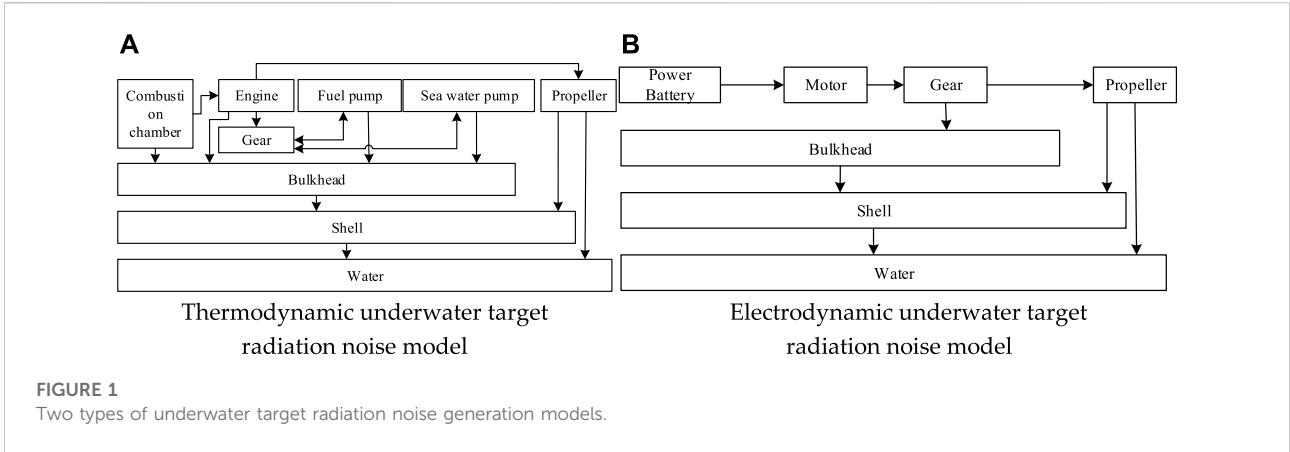 A
Combusti
on
chamber
Engine
Fuel pump
Sea water pump
Propeller
Gear
Bulkhead
Shell
Water
Thermodynamic underwater target
radiation noise model
B
Power
Battery
Motor
Gear
Propeller
Bulkhead
Shell
Water
Electrodynamic underwater target
radiation noise model
FIGURE 1
Two types of underwater target radiation noise generation models.